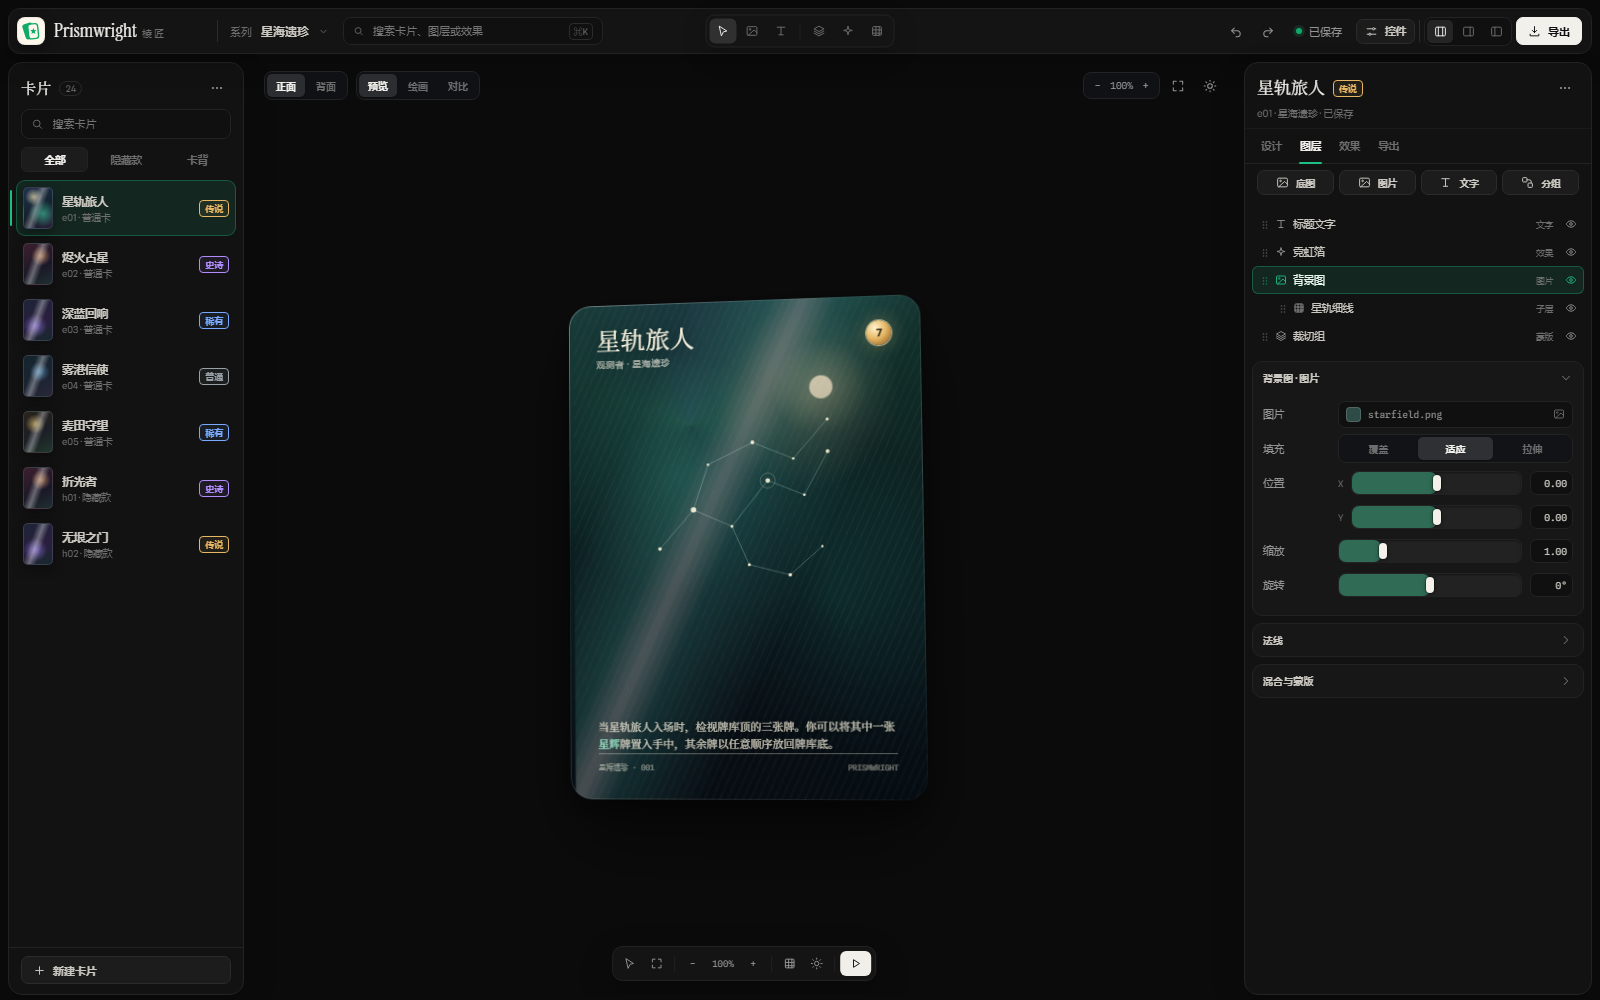 Prismwright 棱匠
系列 星海遗珍
搜索卡片、图层或效果 ⌘K
已保存
控件
导出
卡片 24
搜索卡片
全部 隐藏款 卡背
星轨旅人
e01·普通卡
传说
烬火占星
e02·普通卡
史诗
深蓝回响
e03·普通卡
稀有
雾港信使
e04·普通卡
普通
麦田守望
e05·普通卡
稀有
折光者
h01·隐藏款
史诗
无垠之门
h02·隐藏款
传说
新建卡片
正面 背面
预览 绘画 对比
- 100% +
星轨旅人
观测者·星海遗珍
7
当星轨旅人入场时，检视牌库顶的三张牌。你可以将其中一张
星辉牌置入手中，其余牌以任意顺序放回牌库底。
星海遗珍 · 001
PRISMWRIGHT
- 100% +
星轨旅人 传说
e01·星海遗珍·已保存
设计 图层 效果 导出
底图 图片 文字 分组
标题文字 文字
霓虹箔 效果
背景图 图片
星轨细线 子层
裁切组 蒙版
背景图·图片
图片 starfield.png
填充 覆盖 适应 拉伸
位置 X 0.00
Y 0.00
缩放 1.00
旋转 0°
法线
混合与蒙版